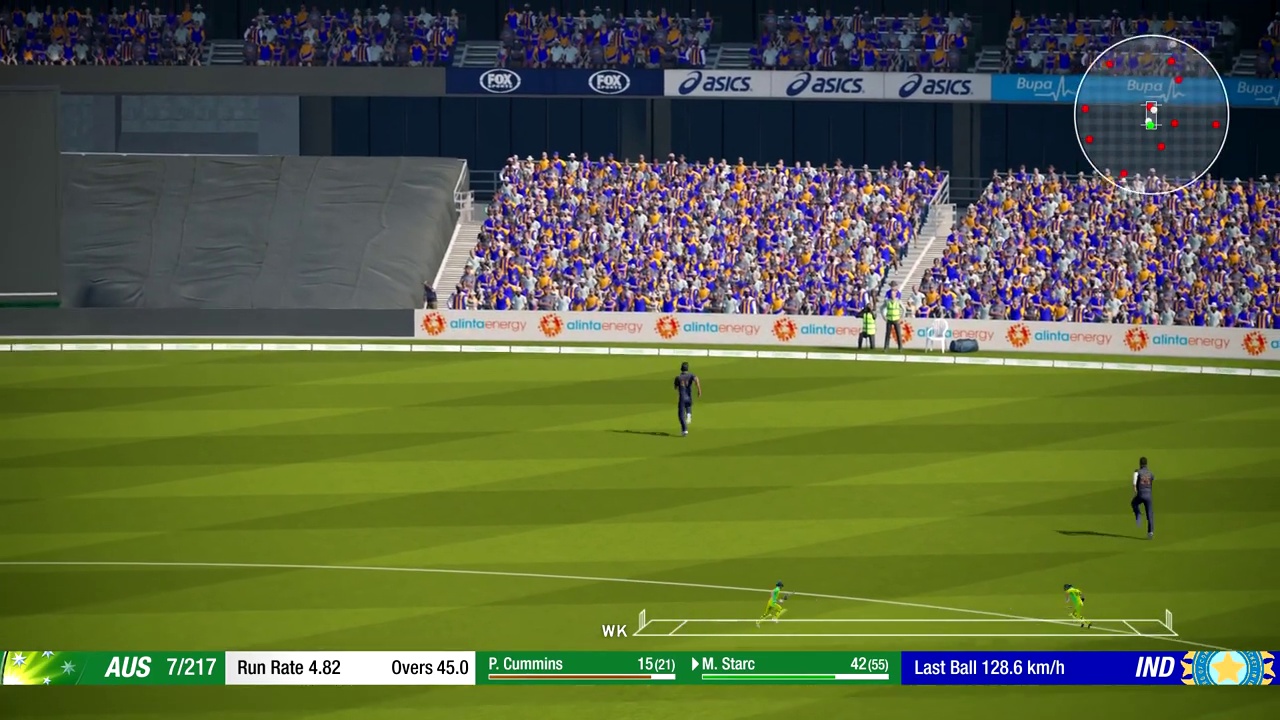 FOX SPORTS FOX SPORTS asics. asics. asics. Bupa Bupa Bupa
alintaenergy alintaenergy alintaenergy alintaenergy alintaenergy alintaenergy alintaenergy
WK
AUS 7/217 Run Rate 4.82 Overs 45.0 P. Cummins 15(21) M. Starc 42(55) Last Ball 128.6 km/h IND